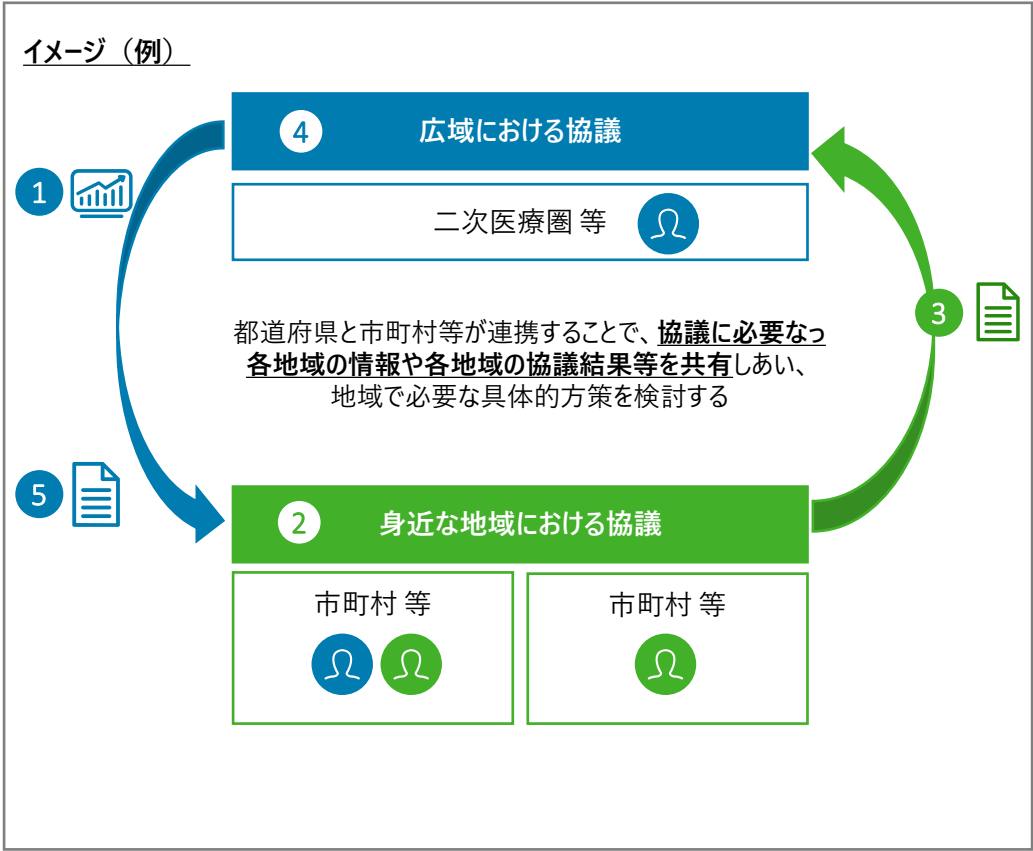 イメージ（例）
4 広域における協議
1
二次医療圏 等
3
都道府県と市町村等が連携することで、協議に必要なっ
各地域の情報や各地域の協議結果等を共有しあい、
地域で必要な具体的方策を検討する
5
2 身近な地域における協議
市町村 等
市町村 等